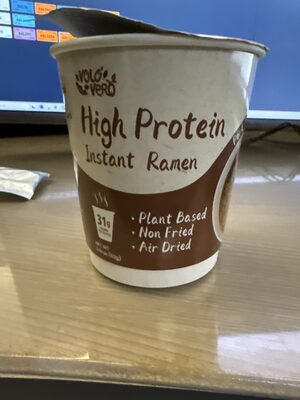 VOLO
VERO
High Protein
Instant Ramen
31g
• Plant Based
• Non Fried
• Air Dried